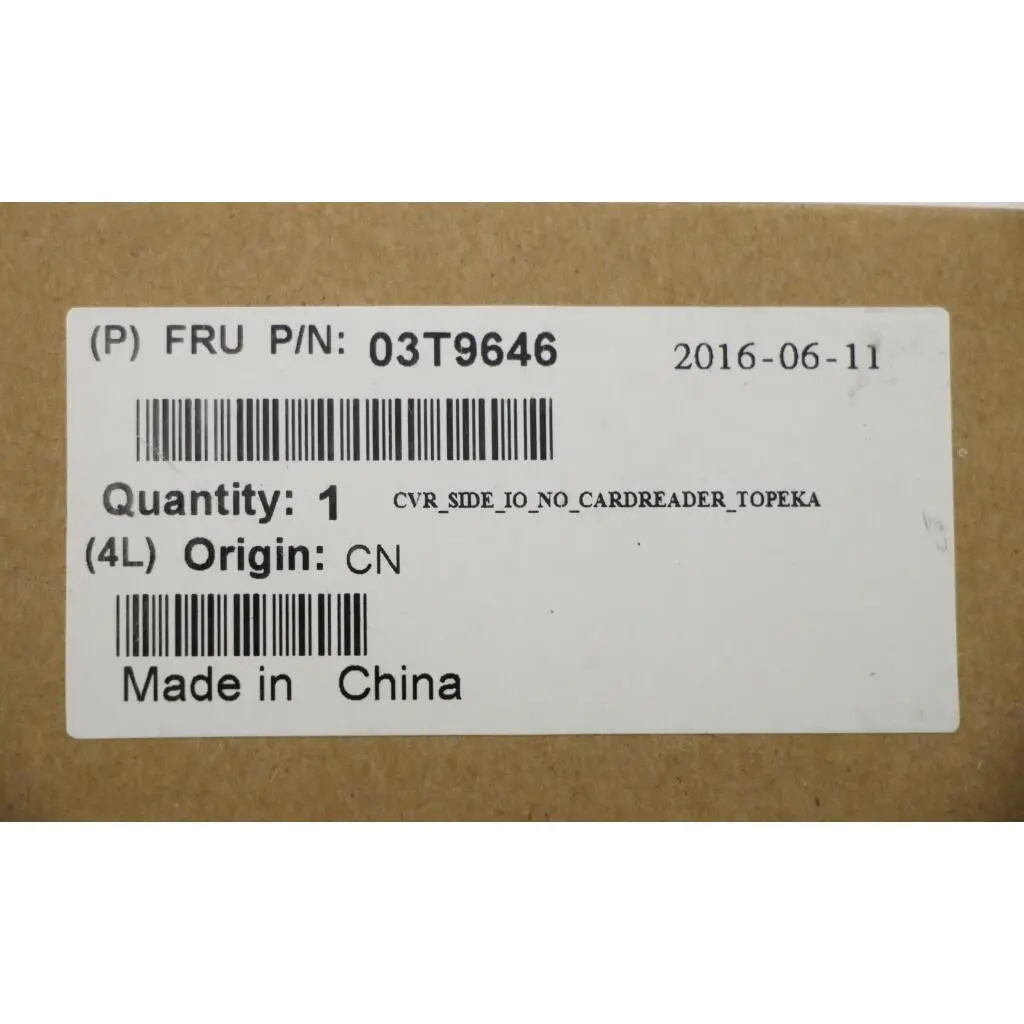 (P) FRU P/N: 03T9646 2016-06-11
Quantity: 1 CVR_SIDE_IO_NO_CARDREADER_TOPEKA
(4L) Origin: CN
Made in China